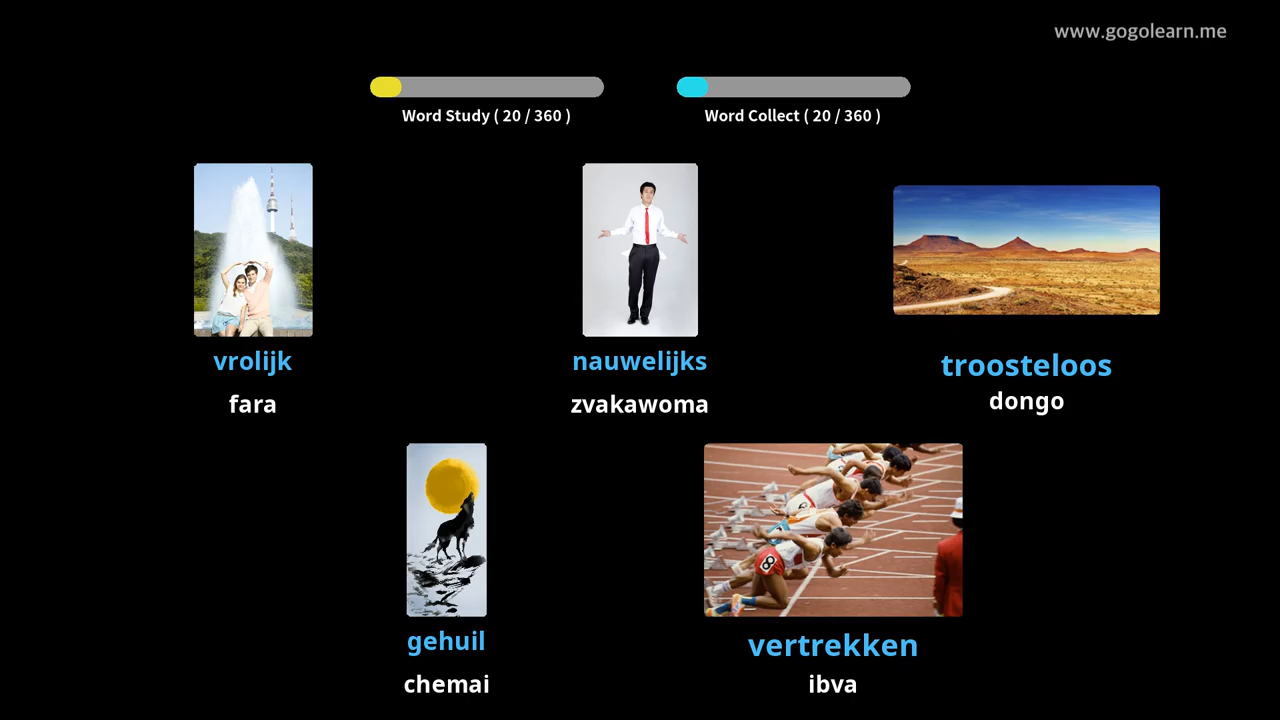 www.gogolearn.me
Word Study ( 20 / 360 )
Word Collect ( 20 / 360 )
vrolijk
fara
nauwelijks
zvakawoma
troosteloos
dongo
gehuil
chemai
vertrekken
ibva